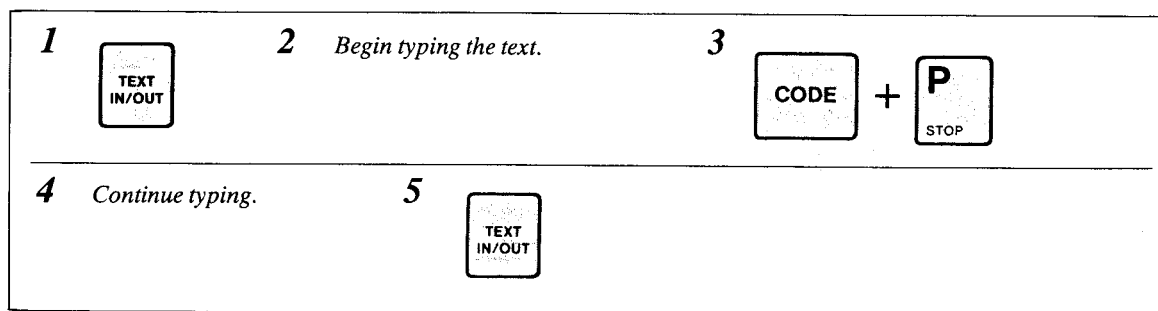 1 TEXT IN/OUT 2 Begin typing the text. 3 CODE + P STOP
4 Continue typing. 5 TEXT IN/OUT